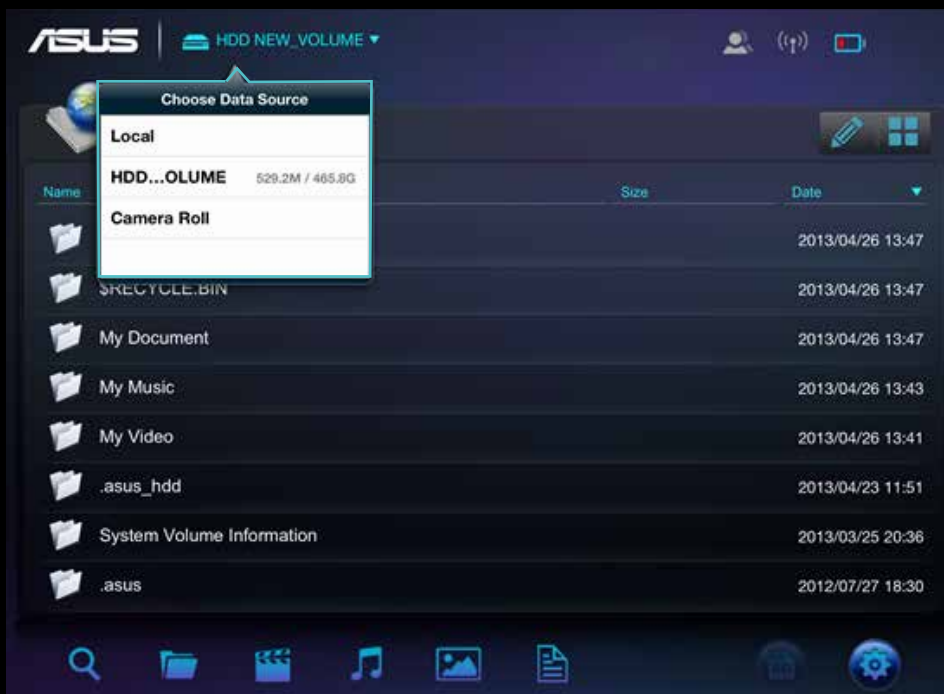 ASUS
HDD NEW_VOLUME
Choose Data Source
Local
HDD...OLUME 529.2M / 465.8G
Camera Roll
Name Size Date
2013/04/26 13:47
$RECYCLE.BIN 2013/04/26 13:47
My Document 2013/04/26 13:47
My Music 2013/04/26 13:43
My Video 2013/04/26 13:41
.asus_hdd 2013/04/23 11:51
System Volume Information 2013/03/25 20:36
.asus 2012/07/27 18:30